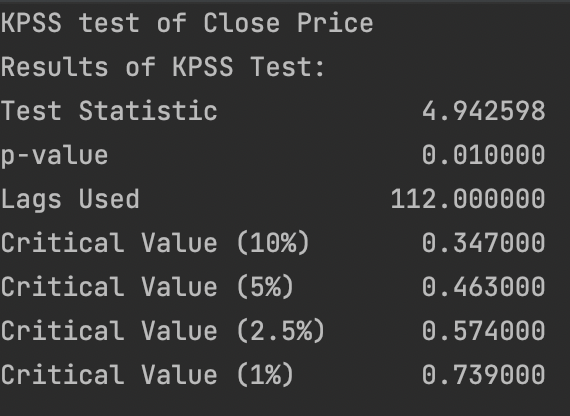 KPSS test of Close Price
Results of KPSS Test:
Test Statistic 4.942598
p-value 0.010000
Lags Used 112.000000
Critical Value (10%) 0.347000
Critical Value (5%) 0.463000
Critical Value (2.5%) 0.574000
Critical Value (1%) 0.739000